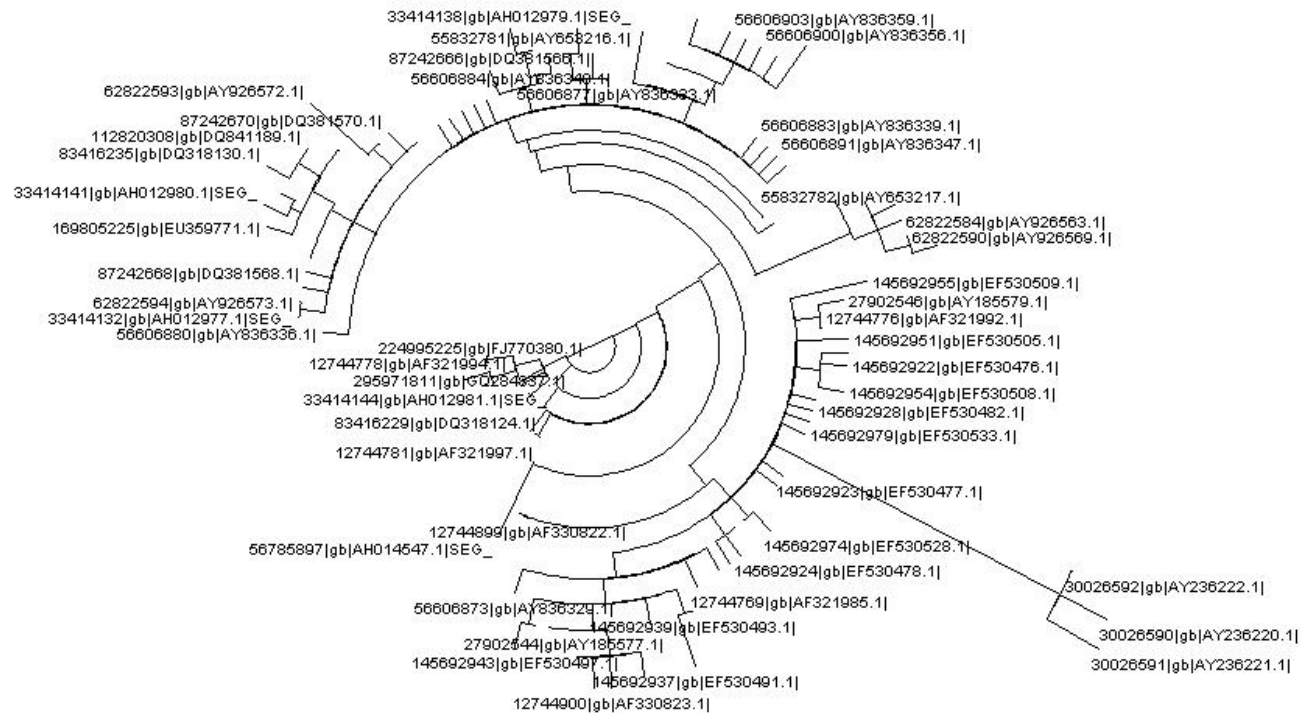 33414138|gb|AH012979.1|SEG_
56606903|gb|AY836359.1|
55832781|gb|AY653216.1|
56606900|gb|AY836356.1|
87242666|gb|DQ381566.1|
56606884|gb|AY836340.1|
62822593|gb|AY926572.1|
56606877|gb|AY836333.1|
87242670|gb|DQ381570.1|
56606883|gb|AY836339.1|
112820308|gb|DQ841189.1|
56606891|gb|AY836347.1|
83416235|gb|DQ318130.1|
33414141|gb|AH012980.1|SEG_
55832782|gb|AY653217.1|
62822584|gb|AY926563.1|
169805225|gb|EU359771.1|
62822590|gb|AY926569.1|
87242668|gb|DQ381568.1|
145692955|gb|EF530509.1|
62822594|gb|AY926573.1|
27902546|gb|AY185579.1|
33414132|gb|AH012977.1|SEG_
12744776|gb|AF321992.1|
56606880|gb|AY836336.1|
145692951|gb|EF530505.1|
224995225|gb|FJ770380.1|
12744778|gb|AF321994.1|
145692922|gb|EF530476.1|
295971811|gb|GQ284837.1|
145692954|gb|EF530508.1|
33414144|gb|AH012981.1|SEG_
145692928|gb|EF530482.1|
83416229|gb|DQ318124.1|
145692979|gb|EF530533.1|
12744781|gb|AF321997.1|
145692923|gb|EF530477.1|
12744899|gb|AF330822.1|
56785897|gb|AH014547.1|SEG_
145692974|gb|EF530528.1|
145692924|gb|EF530478.1|
30026592|gb|AY236222.1|
56606873|gb|AY836329.1|
12744769|gb|AF321985.1|
145692939|gb|EF530493.1|
30026590|gb|AY236220.1|
27902544|gb|AY185577.1|
145692943|gb|EF530497.1|
30026591|gb|AY236221.1|
145692937|gb|EF530491.1|
12744900|gb|AF330823.1|